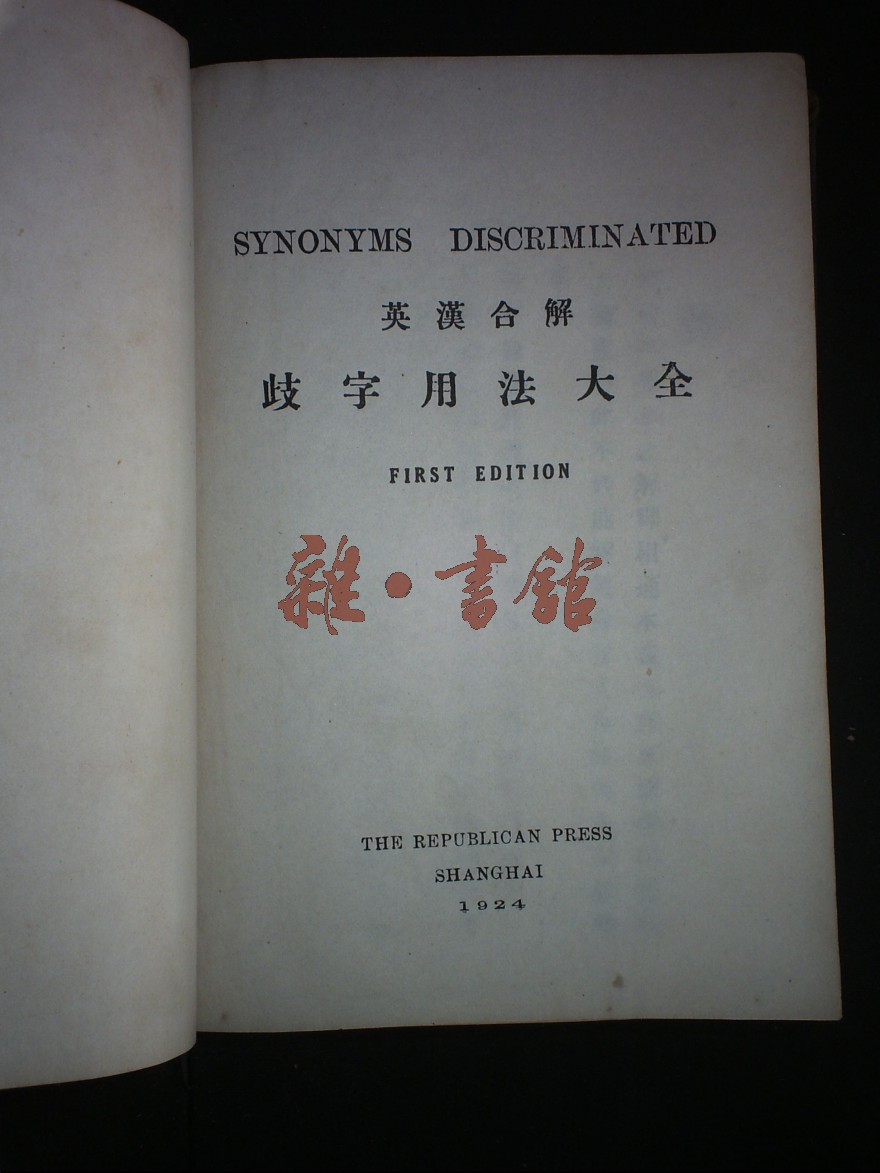 SYNONYMS DISCRIMINATED
英漢合解
歧字用法大全
FIRST EDITION
雜·書館
THE REPUBLICAN PRESS
SHANGHAI
1924